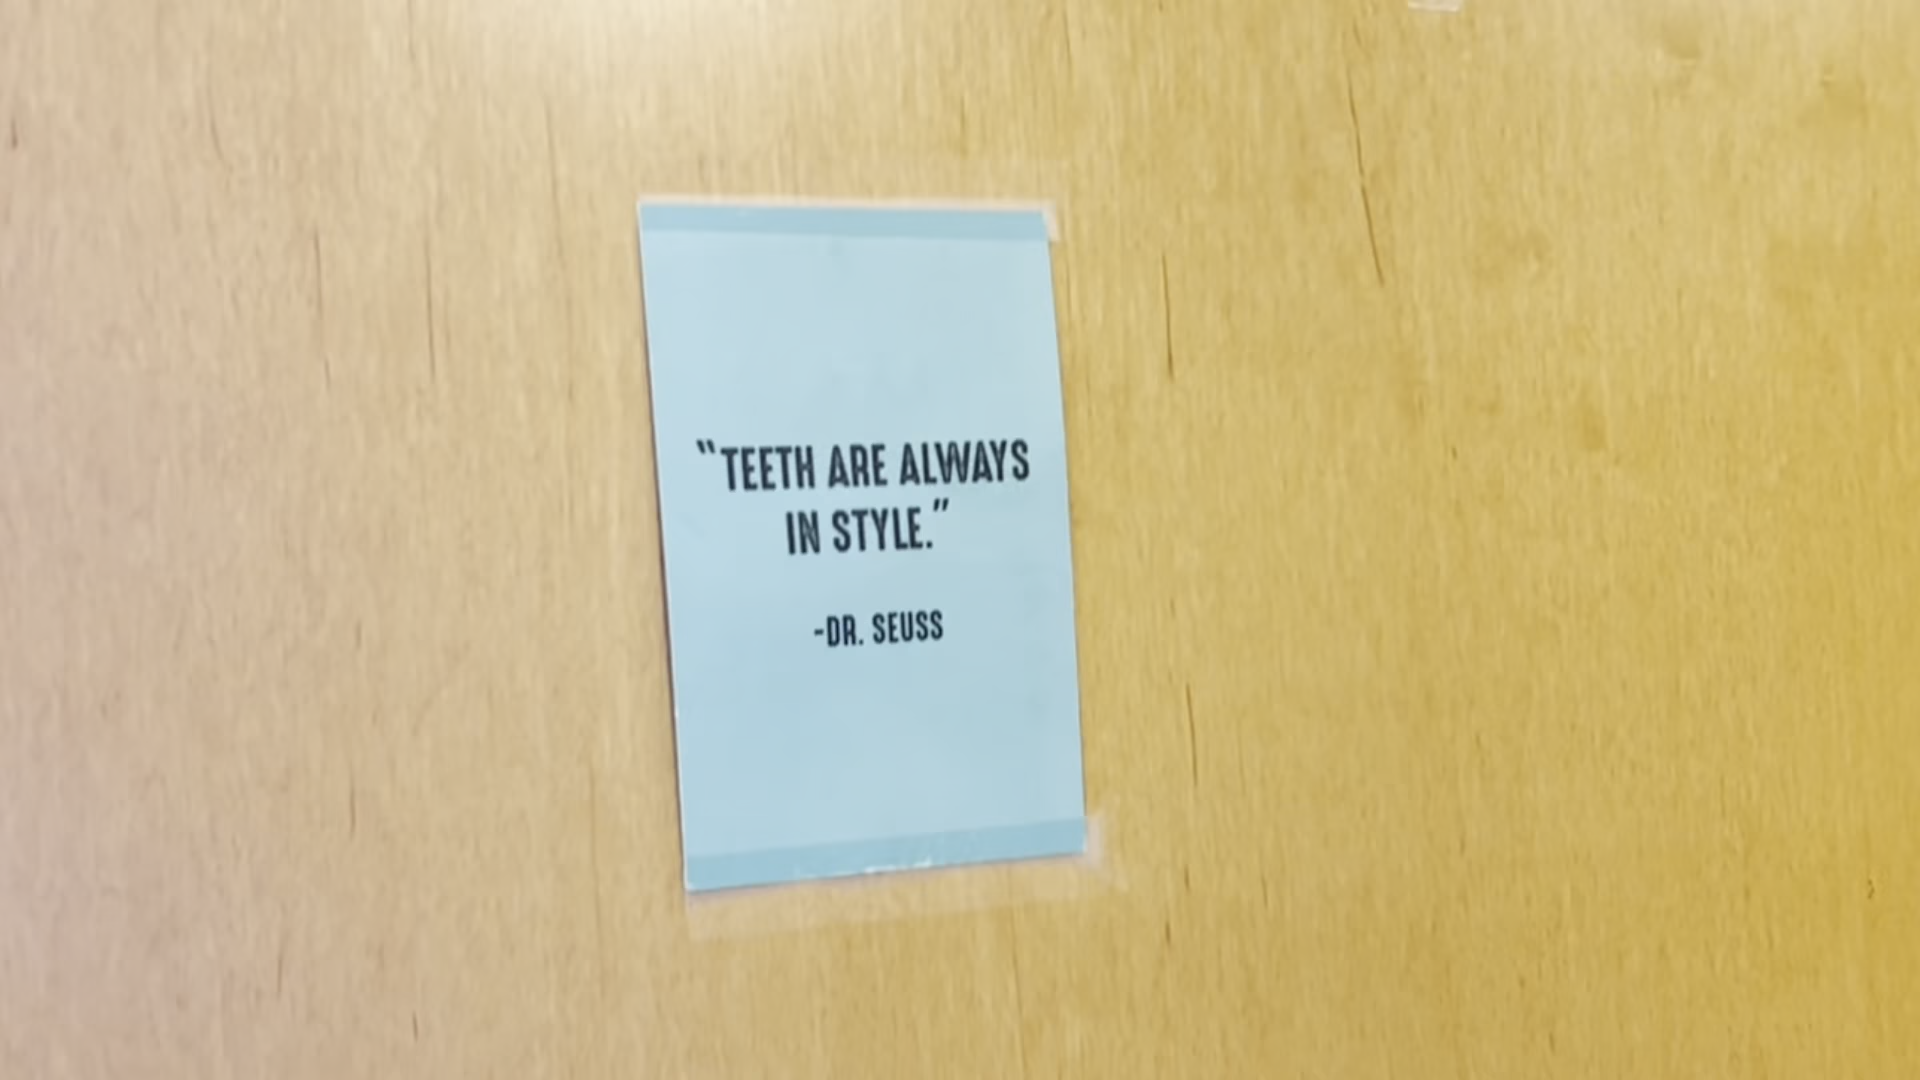 “TEETH ARE ALWAYS
IN STYLE.”
-DR. SEUSS